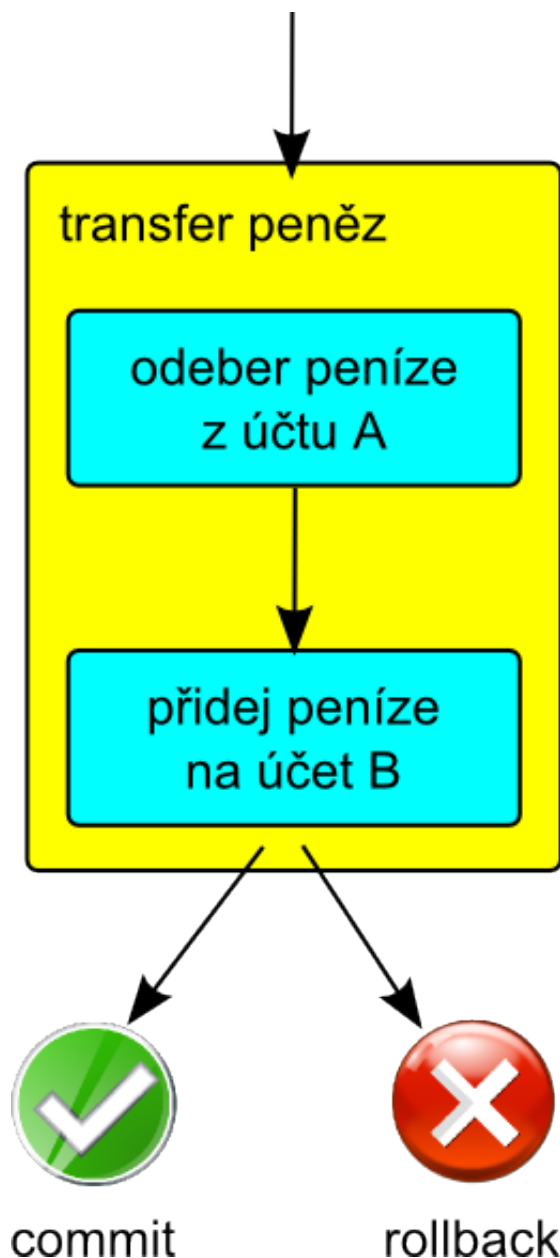 transfer peněz
odeber peníze
z účtu A
přidej peníze
na účet B
commit
rollback